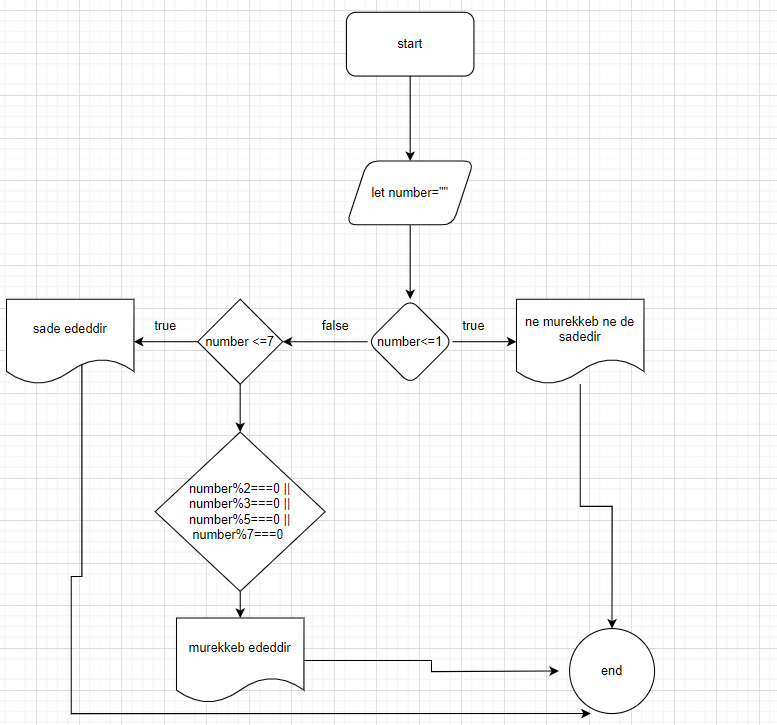 start
let number=""
sade ededdir
true
number <=7
false
number<=1
true
ne murekkeb ne de
sadedir
number%2===0 ||
number%3===0 ||
number%5===0 ||
number%7===0
murekkeb ededdir
end